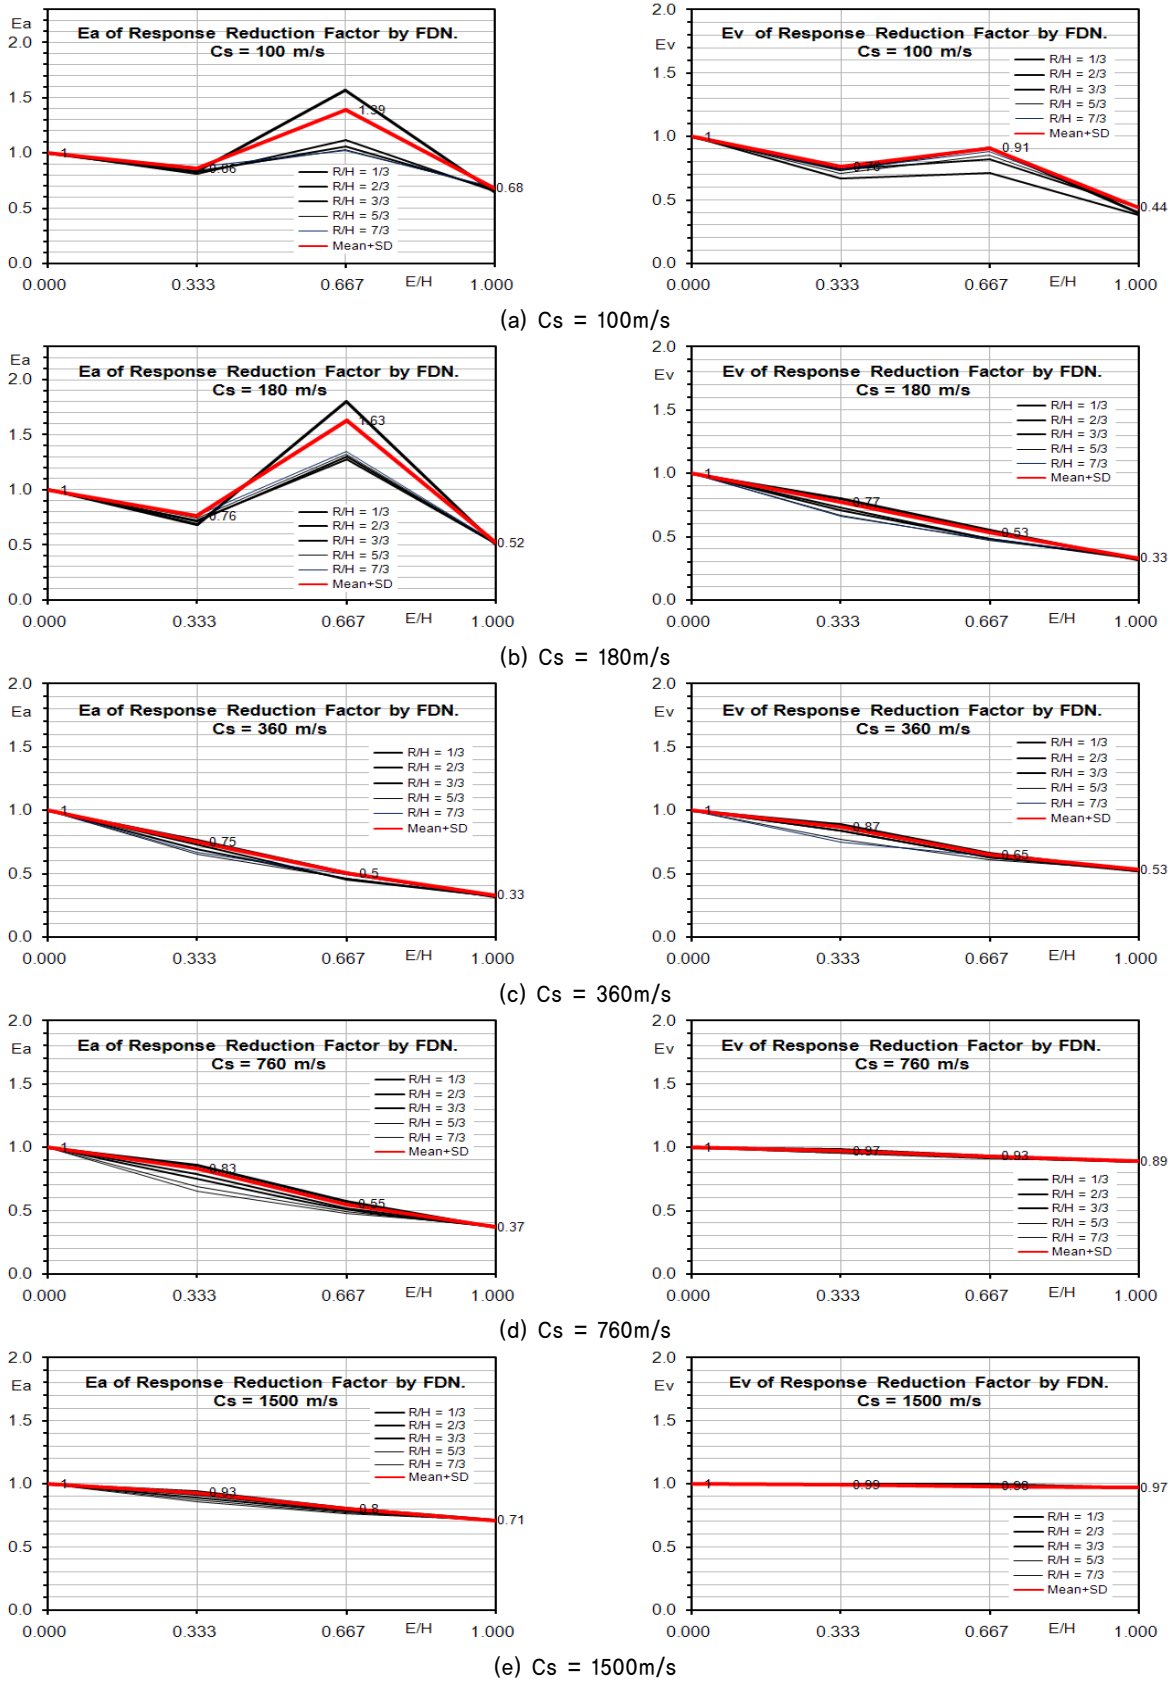 Ea
2.0
1.5
1.0
0.5
0.0
Ea of Response Reduction Factor by FDN.
Cs = 100 m/s
1
0.86
1.39
0.68
R/H = 1/3
R/H = 2/3
R/H = 3/3
R/H = 5/3
R/H = 7/3
Mean+SD
0.000
0.333
0.667
E/H
1.000
2.0
Ev
1.5
1.0
0.5
0.0
Ev of Response Reduction Factor by FDN.
Cs = 100 m/s
R/H = 1/3
R/H = 2/3
R/H = 3/3
R/H = 5/3
R/H = 7/3
Mean+SD
1
0.76
0.91
0.44
0.000
0.333
0.667
E/H
1.000
(a) Cs = 100m/s
Ea
2.0
1.5
1.0
0.5
0.0
Ea of Response Reduction Factor by FDN.
Cs = 180 m/s
1
0.76
1.63
0.52
R/H = 1/3
R/H = 2/3
R/H = 3/3
R/H = 5/3
R/H = 7/3
Mean+SD
0.000
0.333
0.667
E/H
1.000
2.0
Ev
1.5
1.0
0.5
0.0
Ev of Response Reduction Factor by FDN.
Cs = 180 m/s
R/H = 1/3
R/H = 2/3
R/H = 3/3
R/H = 5/3
R/H = 7/3
Mean+SD
1
0.77
0.53
0.33
0.000
0.333
0.667
E/H
1.000
(b) Cs = 180m/s
2.0
Ea
1.5
1.0
0.5
0.0
Ea of Response Reduction Factor by FDN.
Cs = 360 m/s
R/H = 1/3
R/H = 2/3
R/H = 3/3
R/H = 5/3
R/H = 7/3
Mean+SD
1
0.75
0.5
0.33
0.000
0.333
0.667
E/H
1.000
2.0
Ev
1.5
1.0
0.5
0.0
Ev of Response Reduction Factor by FDN.
Cs = 360 m/s
R/H = 1/3
R/H = 2/3
R/H = 3/3
R/H = 5/3
R/H = 7/3
Mean+SD
1
0.87
0.65
0.53
0.000
0.333
0.667
E/H
1.000
(c) Cs = 360m/s
2.0
Ea
1.5
1.0
0.5
0.0
Ea of Response Reduction Factor by FDN.
Cs = 760 m/s
R/H = 1/3
R/H = 2/3
R/H = 3/3
R/H = 5/3
R/H = 7/3
Mean+SD
1
0.83
0.55
0.37
0.000
0.333
0.667
E/H
1.000
2.0
Ev
1.5
1.0
0.5
0.0
Ev of Response Reduction Factor by FDN.
Cs = 760 m/s
1
0.97
0.93
0.89
R/H = 1/3
R/H = 2/3
R/H = 3/3
R/H = 5/3
R/H = 7/3
Mean+SD
0.000
0.333
0.667
E/H
1.000
(d) Cs = 760m/s
2.0
Ea
1.5
1.0
0.5
0.0
Ea of Response Reduction Factor by FDN.
Cs = 1500 m/s
R/H = 1/3
R/H = 2/3
R/H = 3/3
R/H = 5/3
R/H = 7/3
Mean+SD
1
0.93
0.8
0.71
0.000
0.333
0.667
E/H
1.000
2.0
Ev
1.5
1.0
0.5
0.0
Ev of Response Reduction Factor by FDN.
Cs = 1500 m/s
1
0.99
0.98
0.97
R/H = 1/3
R/H = 2/3
R/H = 3/3
R/H = 5/3
R/H = 7/3
Mean+SD
0.000
0.333
0.667
E/H
1.000
(e) Cs = 1500m/s